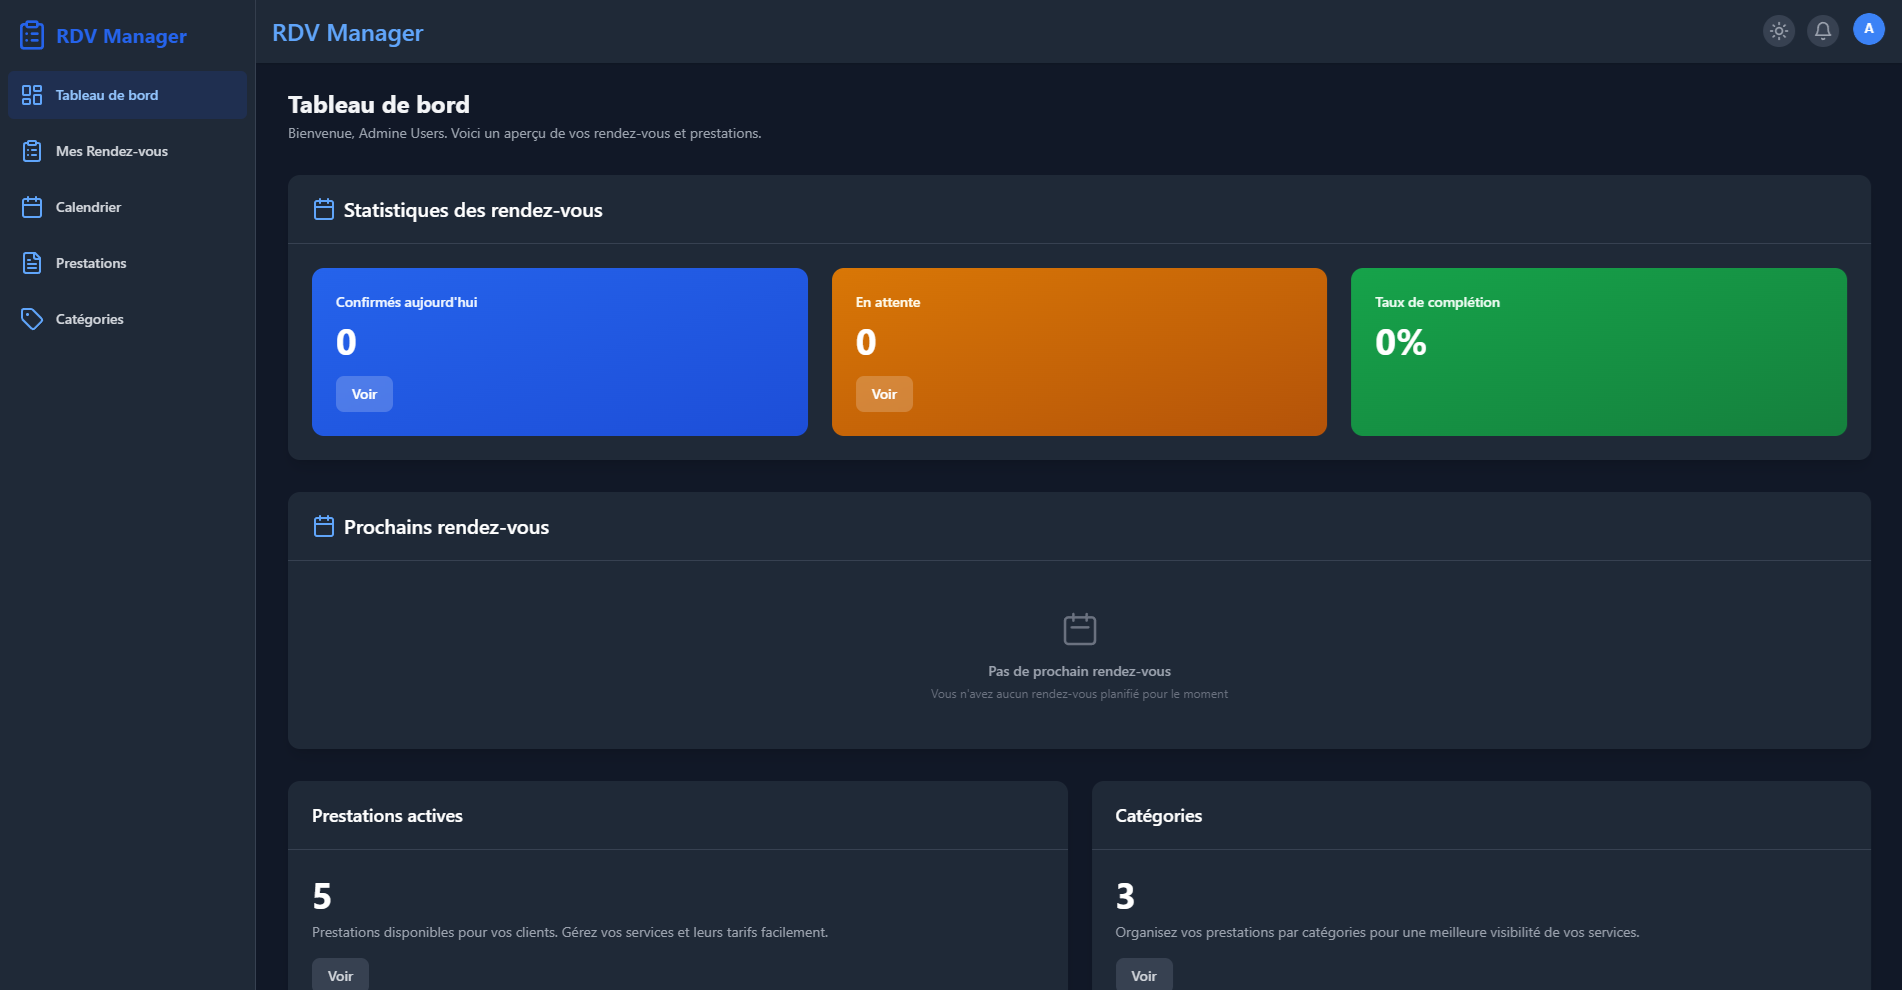 RDV Manager
Tableau de bord
Mes Rendez-vous
Calendrier
Prestations
Catégories
RDV Manager
A
Tableau de bord
Bienvenue, Admine Users. Voici un aperçu de vos rendez-vous et prestations.
Statistiques des rendez-vous
Confirmés aujourd'hui
0
Voir
En attente
0
Voir
Taux de complétion
0%
Prochains rendez-vous
Pas de prochain rendez-vous
Vous n'avez aucun rendez-vous planifié pour le moment
Prestations actives
5
Prestations disponibles pour vos clients. Gérez vos services et leurs tarifs facilement.
Voir
Catégories
3
Organisez vos prestations par catégories pour une meilleure visibilité de vos services.
Voir